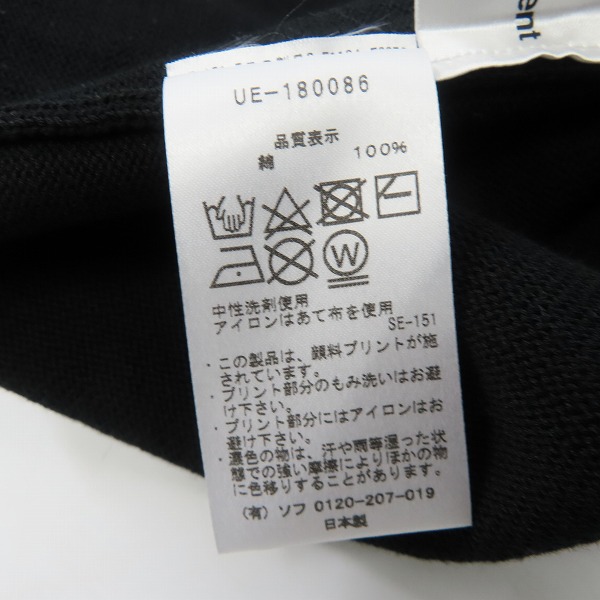 ent
UE-180086
品質表示
綿 100%
W
中性洗剤使用
アイロンはあて布を使用
SE-151
・この製品は、顔料プリントが施
されています。
・プリント部分のもみ洗いはお避
け下さい。
・プリント部分にはアイロンはお
避け下さい。
・濃色の物は、汗や雨等湿った状
態での強い摩擦によりほかの物
に色移りすることがあります。
(有) ソフ 0120-207-019
日本製